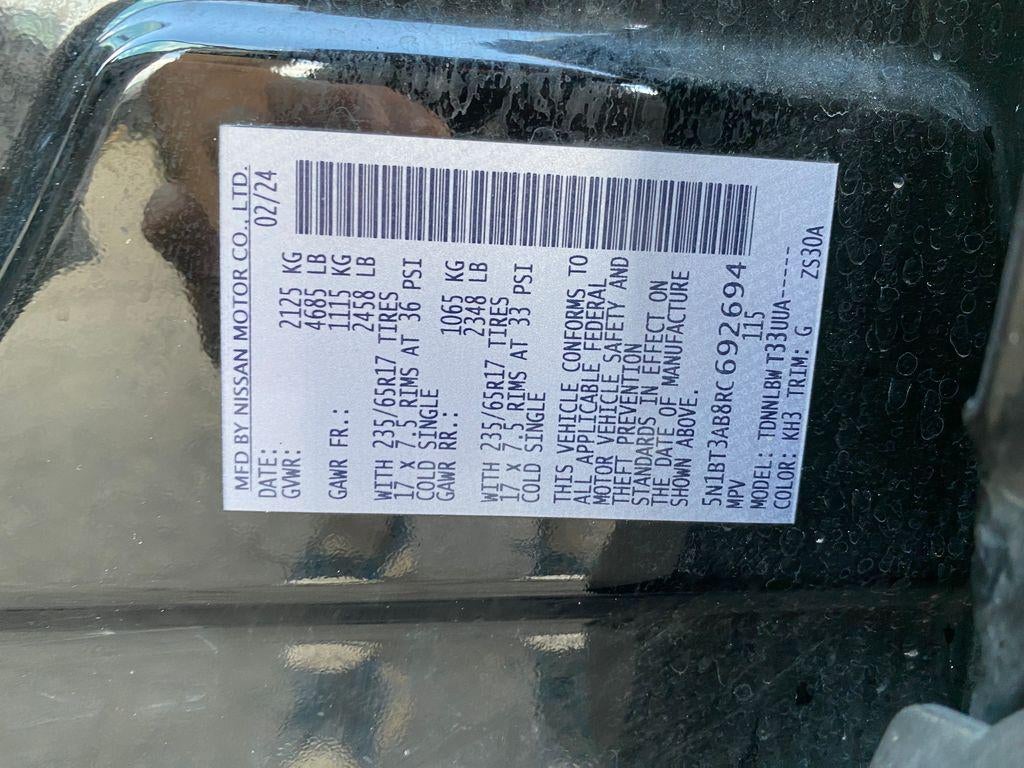 MFD BY NISSAN MOTOR CO., LTD.
DATE: 02/24
GVWR: 2125 KG
4685 LB
GAWR FR.: 1115 KG
2458 LB
WITH 235/65R17 TIRES
17 X 7.5 RIMS AT 36 PSI
COLD SINGLE
GAWR RR.: 1065 KG
2348 LB
WITH 235/65R17 TIRES
17 X 7.5 RIMS AT 33 PSI
COLD SINGLE
THIS VEHICLE CONFORMS TO
ALL APPLICABLE FEDERAL
MOTOR VEHICLE SAFETY AND
THEFT PREVENTION
STANDARDS IN EFFECT ON
THE DATE OF MANUFACTURE
SHOWN ABOVE.
5N1BT3AB8RC692694
MPV 115
MODEL: TDNNLBW T33UUA-----
COLOR: KH3 TRIM: G ZS30A